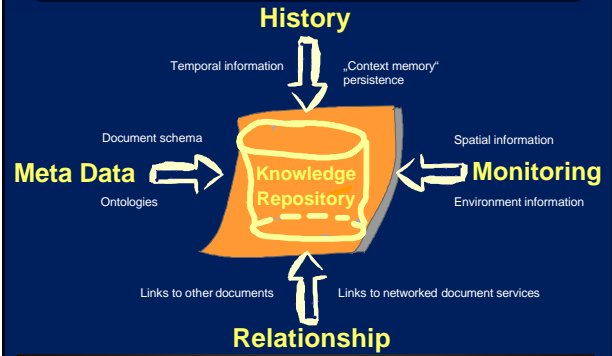 History
Temporal information
„Context memory“
persistence
Document schema
Spatial information
Meta Data
Knowledge
Repository
Monitoring
Ontologies
Environment information
Links to other documents
Links to networked document services
Relationship